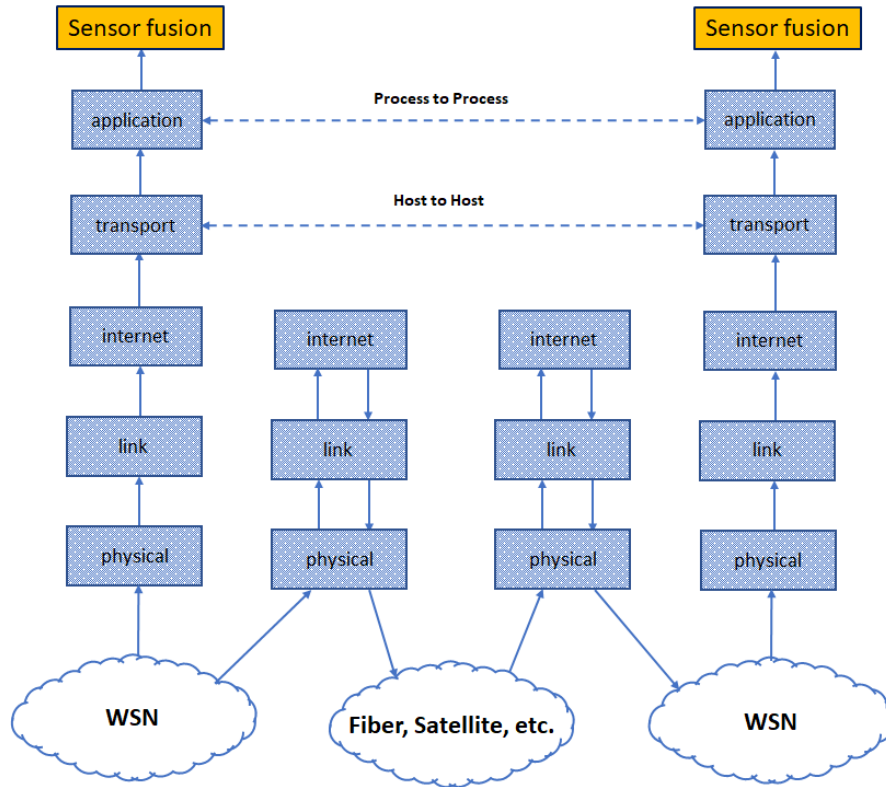 Sensor fusion
Sensor fusion
application
Process to Process
application
transport
Host to Host
transport
internet
internet
internet
internet
link
link
link
link
physical
physical
physical
physical
WSN
Fiber, Satellite, etc.
WSN